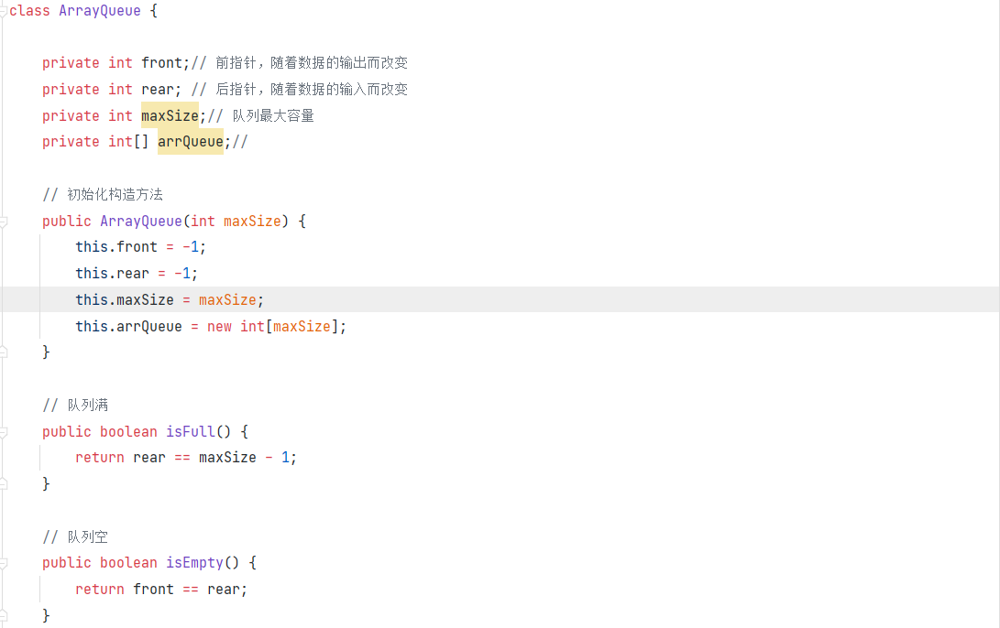 class ArrayQueue {
private int front;// 前指针，随着数据的输出而改变
private int rear; // 后指针，随着数据的输入而改变
private int maxSize;// 队列最大容量
private int[] arrQueue;//
// 初始化构造方法
public ArrayQueue(int maxSize) {
this.front = -1;
this.rear = -1;
this.maxSize = maxSize;
this.arrQueue = new int[maxSize];
}
// 队列满
public boolean isFull() {
return rear == maxSize - 1;
}
// 队列空
public boolean isEmpty() {
return front == rear;
}